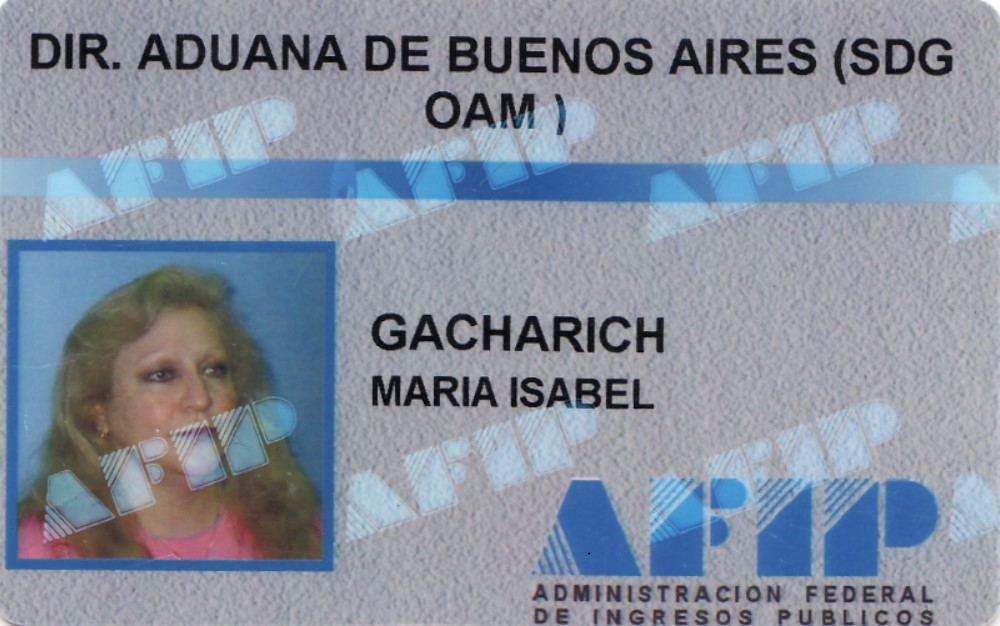 DIR. ADUANA DE BUENOS AIRES (SDG
OAM )
AFIP AFIP AFIP
GACHARICH
MARIA ISABEL
AFIP AFIP AFIP
AFIP
ADMINISTRACION FEDERAL
DE INGRESOS PUBLICOS